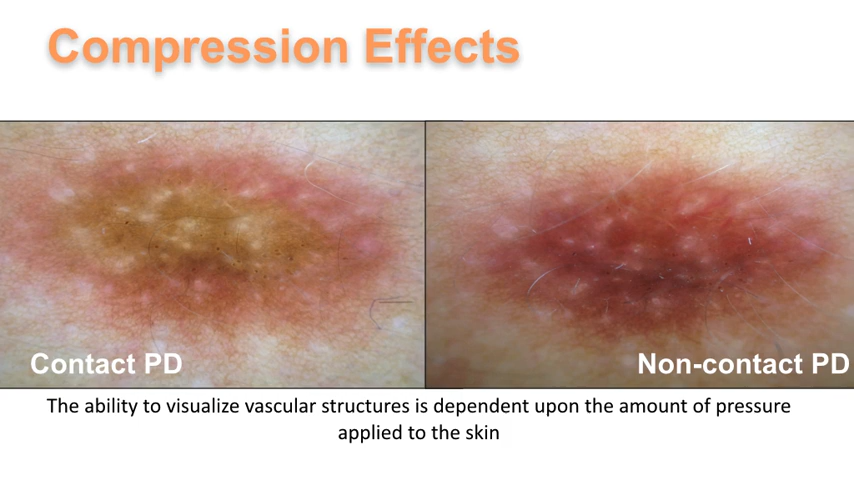 Compression Effects
Contact PD
Non-contact PD
The ability to visualize vascular structures is dependent upon the amount of pressure
applied to the skin